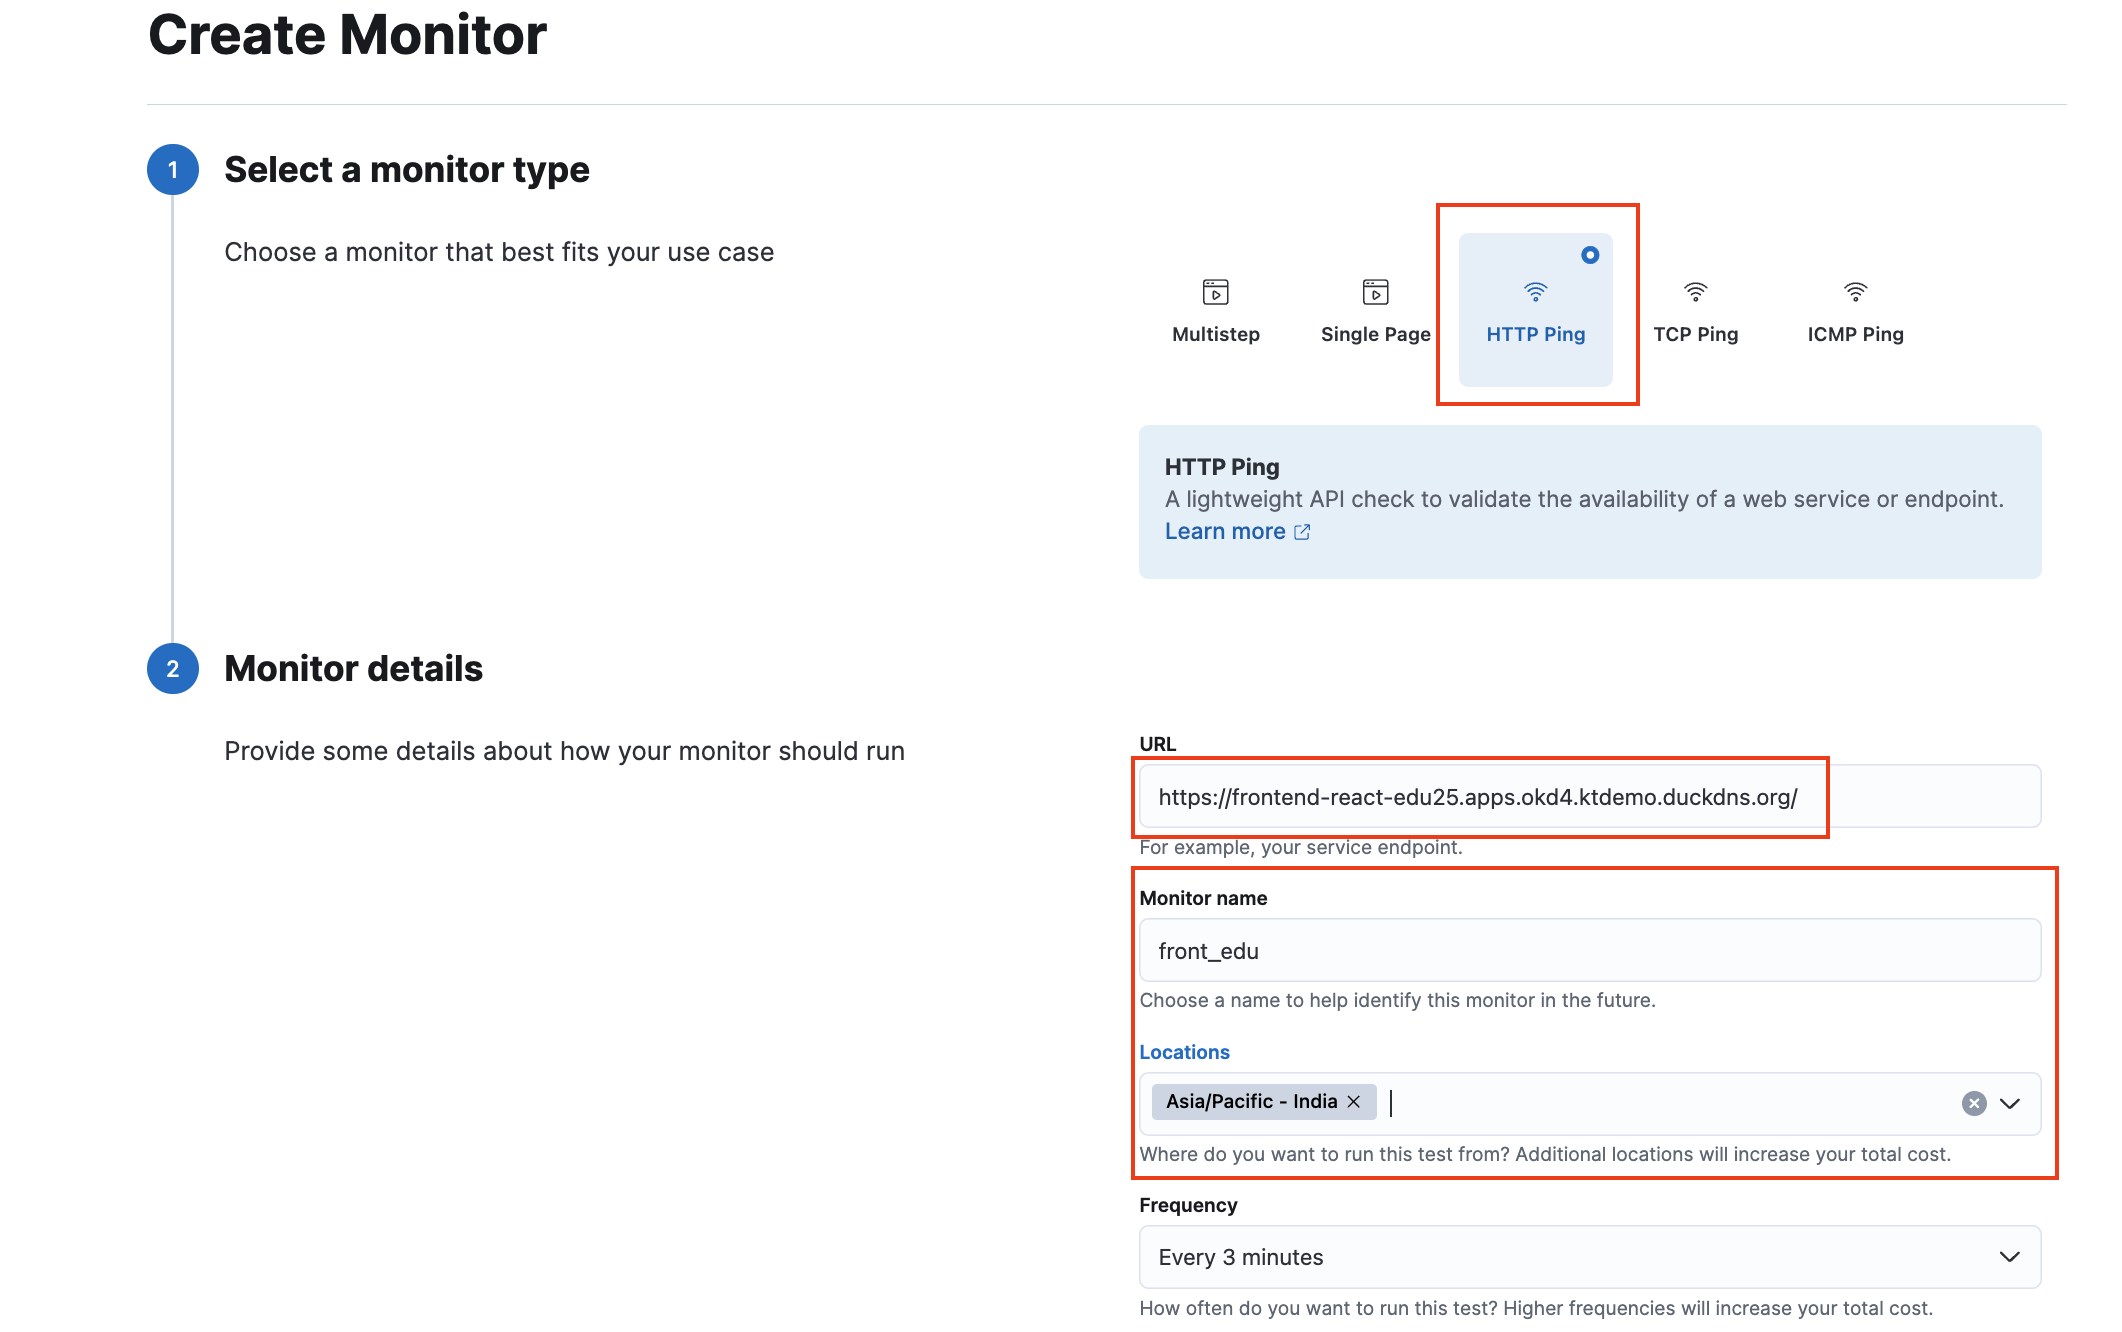 Create Monitor
1
Select a monitor type
Choose a monitor that best fits your use case
Multistep
Single Page
HTTP Ping
TCP Ping
ICMP Ping
HTTP Ping
A lightweight API check to validate the availability of a web service or endpoint.
Learn more
2
Monitor details
Provide some details about how your monitor should run
URL
https://frontend-react-edu25.apps.okd4.ktdemo.duckdns.org/
For example, your service endpoint.
Monitor name
front_edu
Choose a name to help identify this monitor in the future.
Locations
Asia/Pacific - India
Where do you want to run this test from? Additional locations will increase your total cost.
Frequency
Every 3 minutes
How often do you want to run this test? Higher frequencies will increase your total cost.